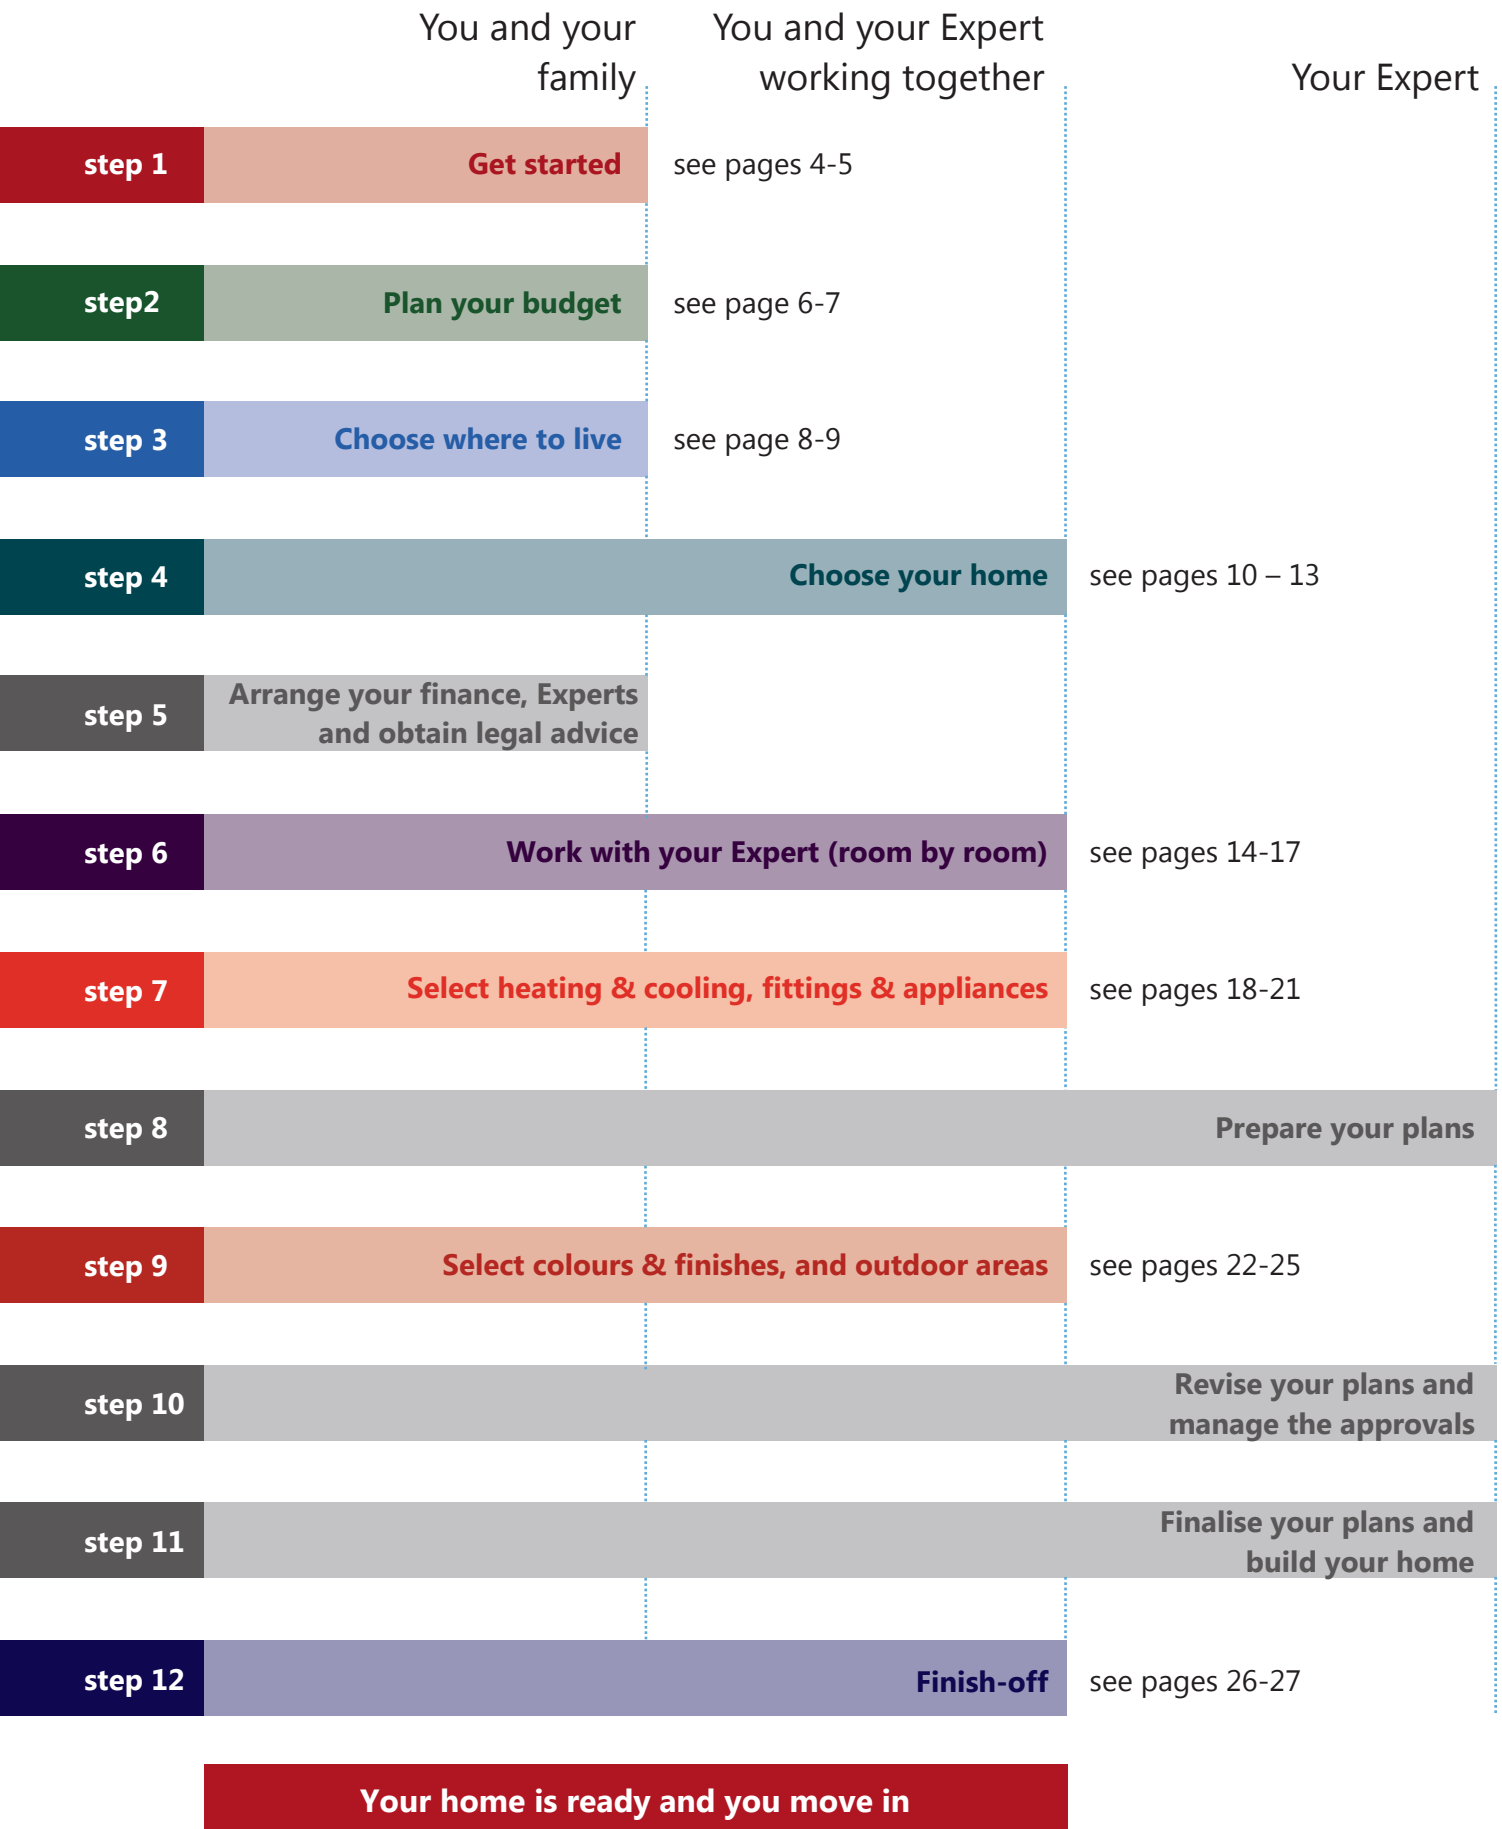 You and your
family
You and your Expert
working together
Your Expert
step 1
Get started
see pages 4-5
step2
Plan your budget
see page 6-7
step 3
Choose where to live
see page 8-9
step 4
Choose your home
see pages 10 – 13
step 5
Arrange your finance, Experts
and obtain legal advice
step 6
Work with your Expert (room by room)
see pages 14-17
step 7
Select heating & cooling, fittings & appliances
see pages 18-21
step 8
Prepare your plans
step 9
Select colours & finishes, and outdoor areas
see pages 22-25
step 10
Revise your plans and
manage the approvals
step 11
Finalise your plans and
build your home
step 12
Finish-off
see pages 26-27
Your home is ready and you move in